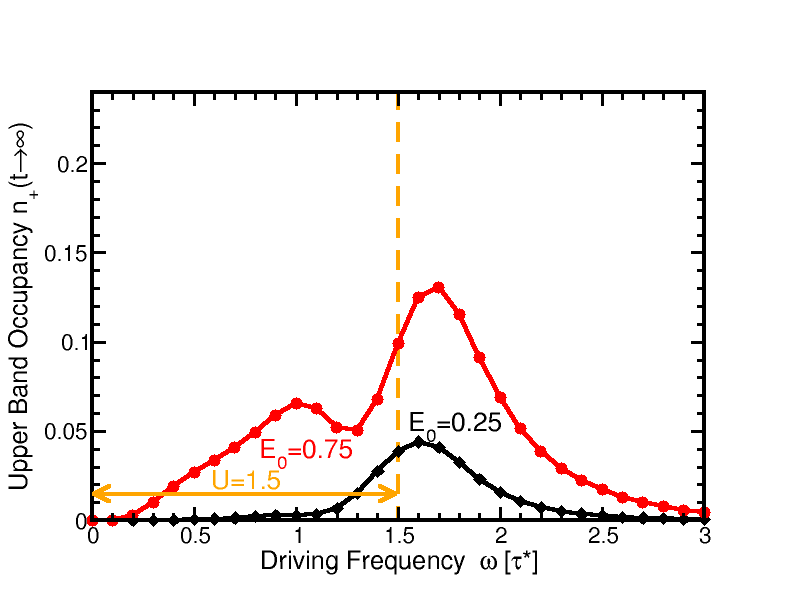 Upper Band Occupancy n₊(t→∞)
0.2
0.15
0.1
0.05
0
E₀=0.25
E₀=0.75
U=1.5
0 0.5 1 1.5 2 2.5 3
Driving Frequency ω [τ*]